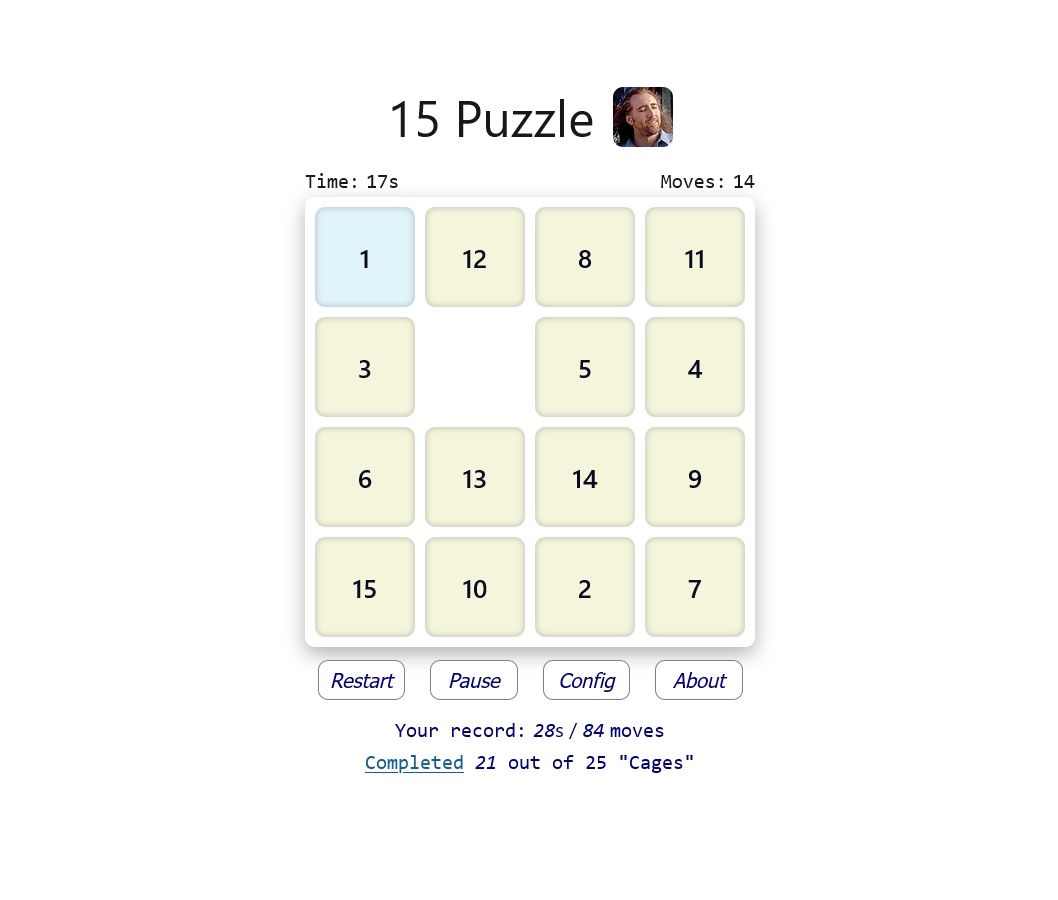 15 Puzzle
Time: 17s Moves: 14
1 12 8 11
3 5 4
6 13 14 9
15 10 2 7
Restart Pause Config About
Your record: 28s / 84 moves
Completed 21 out of 25 "Cages"